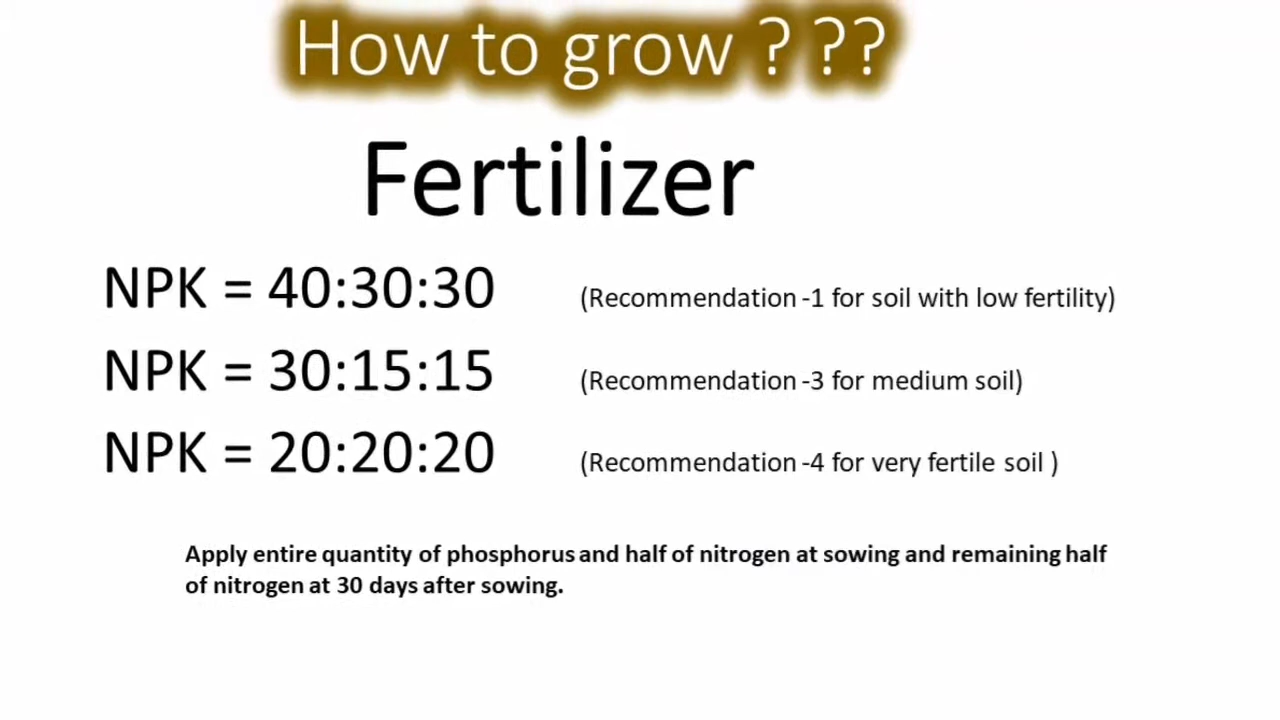 How to grow ? ??
Fertilizer
NPK = 40:30:30 (Recommendation -1 for soil with low fertility)
NPK = 30:15:15 (Recommendation -3 for medium soil)
NPK = 20:20:20 (Recommendation -4 for very fertile soil )
Apply entire quantity of phosphorus and half of nitrogen at sowing and remaining half
of nitrogen at 30 days after sowing.